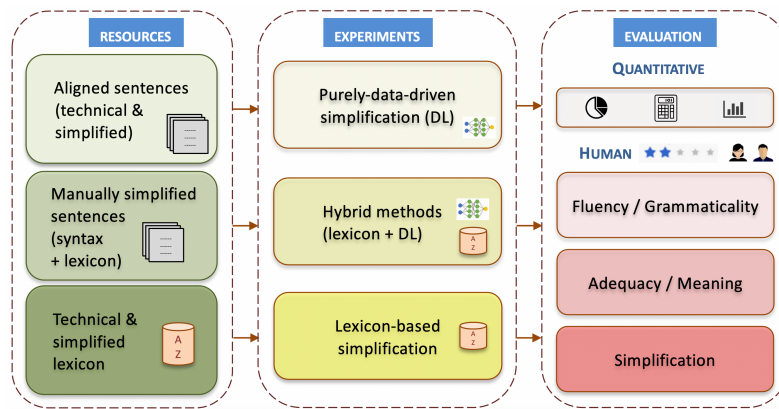 RESOURCES
Aligned sentences
(technical &
simplified)
Manually simplified
sentences
(syntax
+ lexicon)
Technical &
simplified
lexicon
A
Z
EXPERIMENTS
Purely-data-driven
simplification (DL)
Hybrid methods
(lexicon + DL)
A
Z
Lexicon-based
simplification
A
Z
EVALUATION
QUANTITATIVE
HUMAN
Fluency / Grammaticality
Adequacy / Meaning
Simplification